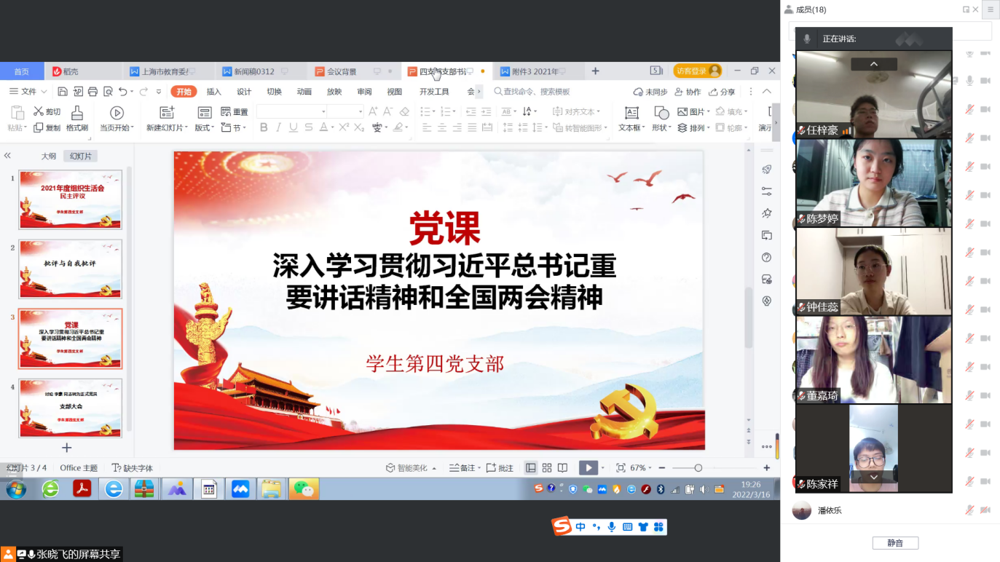 成员(18)
正在讲话:
首页
稻壳
上海市教育委
新闻稿0312
会议背景
四支
支部书
附件3 2021年
访客登录
文件
开始
插入
设计
切换
动画
放映
审阅
视图
开发工具
会
查找命令、搜索模板
未同步
协作
分享
粘贴
剪切
复制
格式刷
当页开始
新建幻灯片
版式
重置
节
B I U S A X² X₂
对齐文本
转智能图形
文本框
形状
图片
排列
填充
轮廓
演示
大纲
幻灯片
1
2021年度组织生活会
民主评议
学生第四党支部
2
批评与自我批评
3
党课
深入学习贯彻习近平总书记重
要讲话精神和全国两会精神
学生第四党支部
4
讨论 李鹏 同志转为正式党员
支部大会
学生第四党支部
党课
深入学习贯彻习近平总书记重
要讲话精神和全国两会精神
学生第四党支部
任梓豪
陈梦婷
钟佳蕊
董嘉琦
陈家祥
潘依乐
静音
幻灯片 3 / 4
Office 主题
缺失字体
智能美化
备注
批注
67%
19:26
2022/3/16
中
张晓飞的屏幕共享